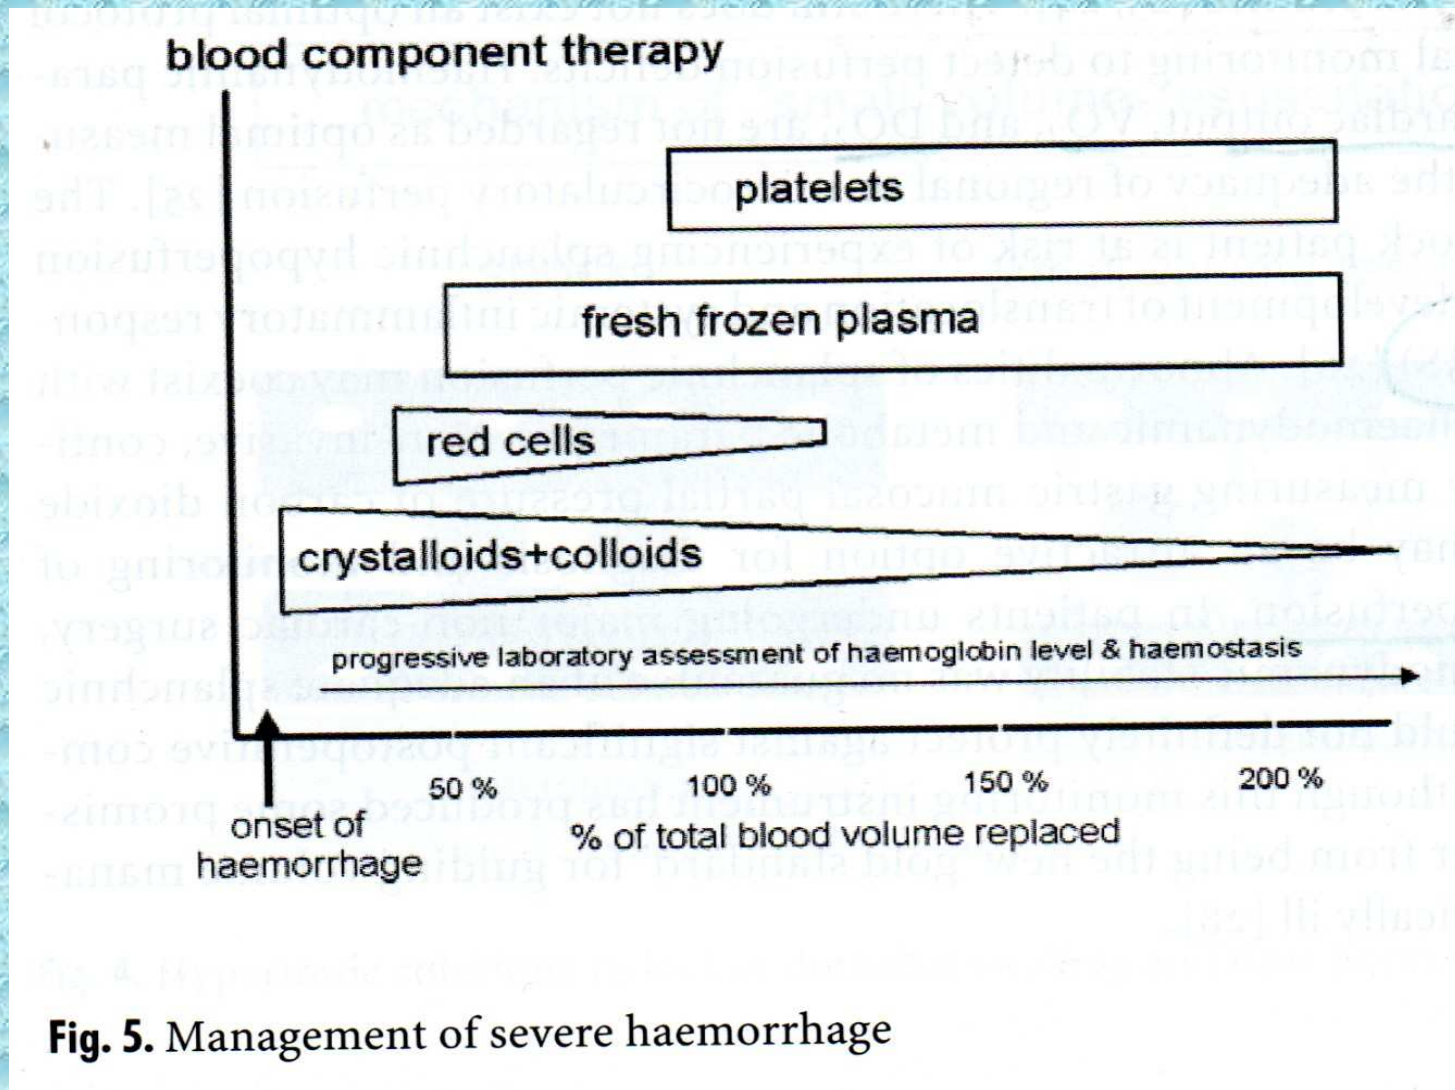 blood component therapy
platelets
fresh frozen plasma
red cells
crystalloids+colloids
progressive laboratory assessment of haemoglobin level & haemostasis
50 %
100 %
150 %
200 %
onset of
haemorrhage
% of total blood volume replaced
Fig. 5. Management of severe haemorrhage